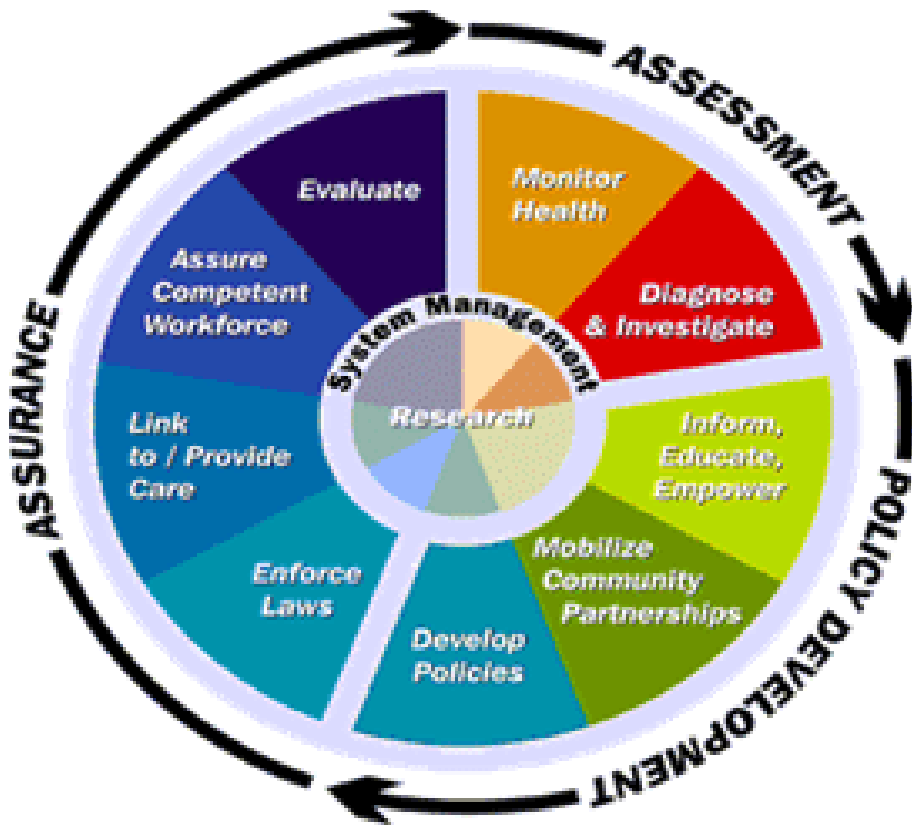 ASSESSMENT
Monitor
Health
Diagnose
& Investigate
POLICY DEVELOPMENT
Inform,
Educate,
Empower
Mobilize
Community
Partnerships
Develop
Policies
ASSURANCE
Enforce
Laws
Link
to / Provide
Care
Assure
Competent
Workforce
Evaluate
System Management
Research